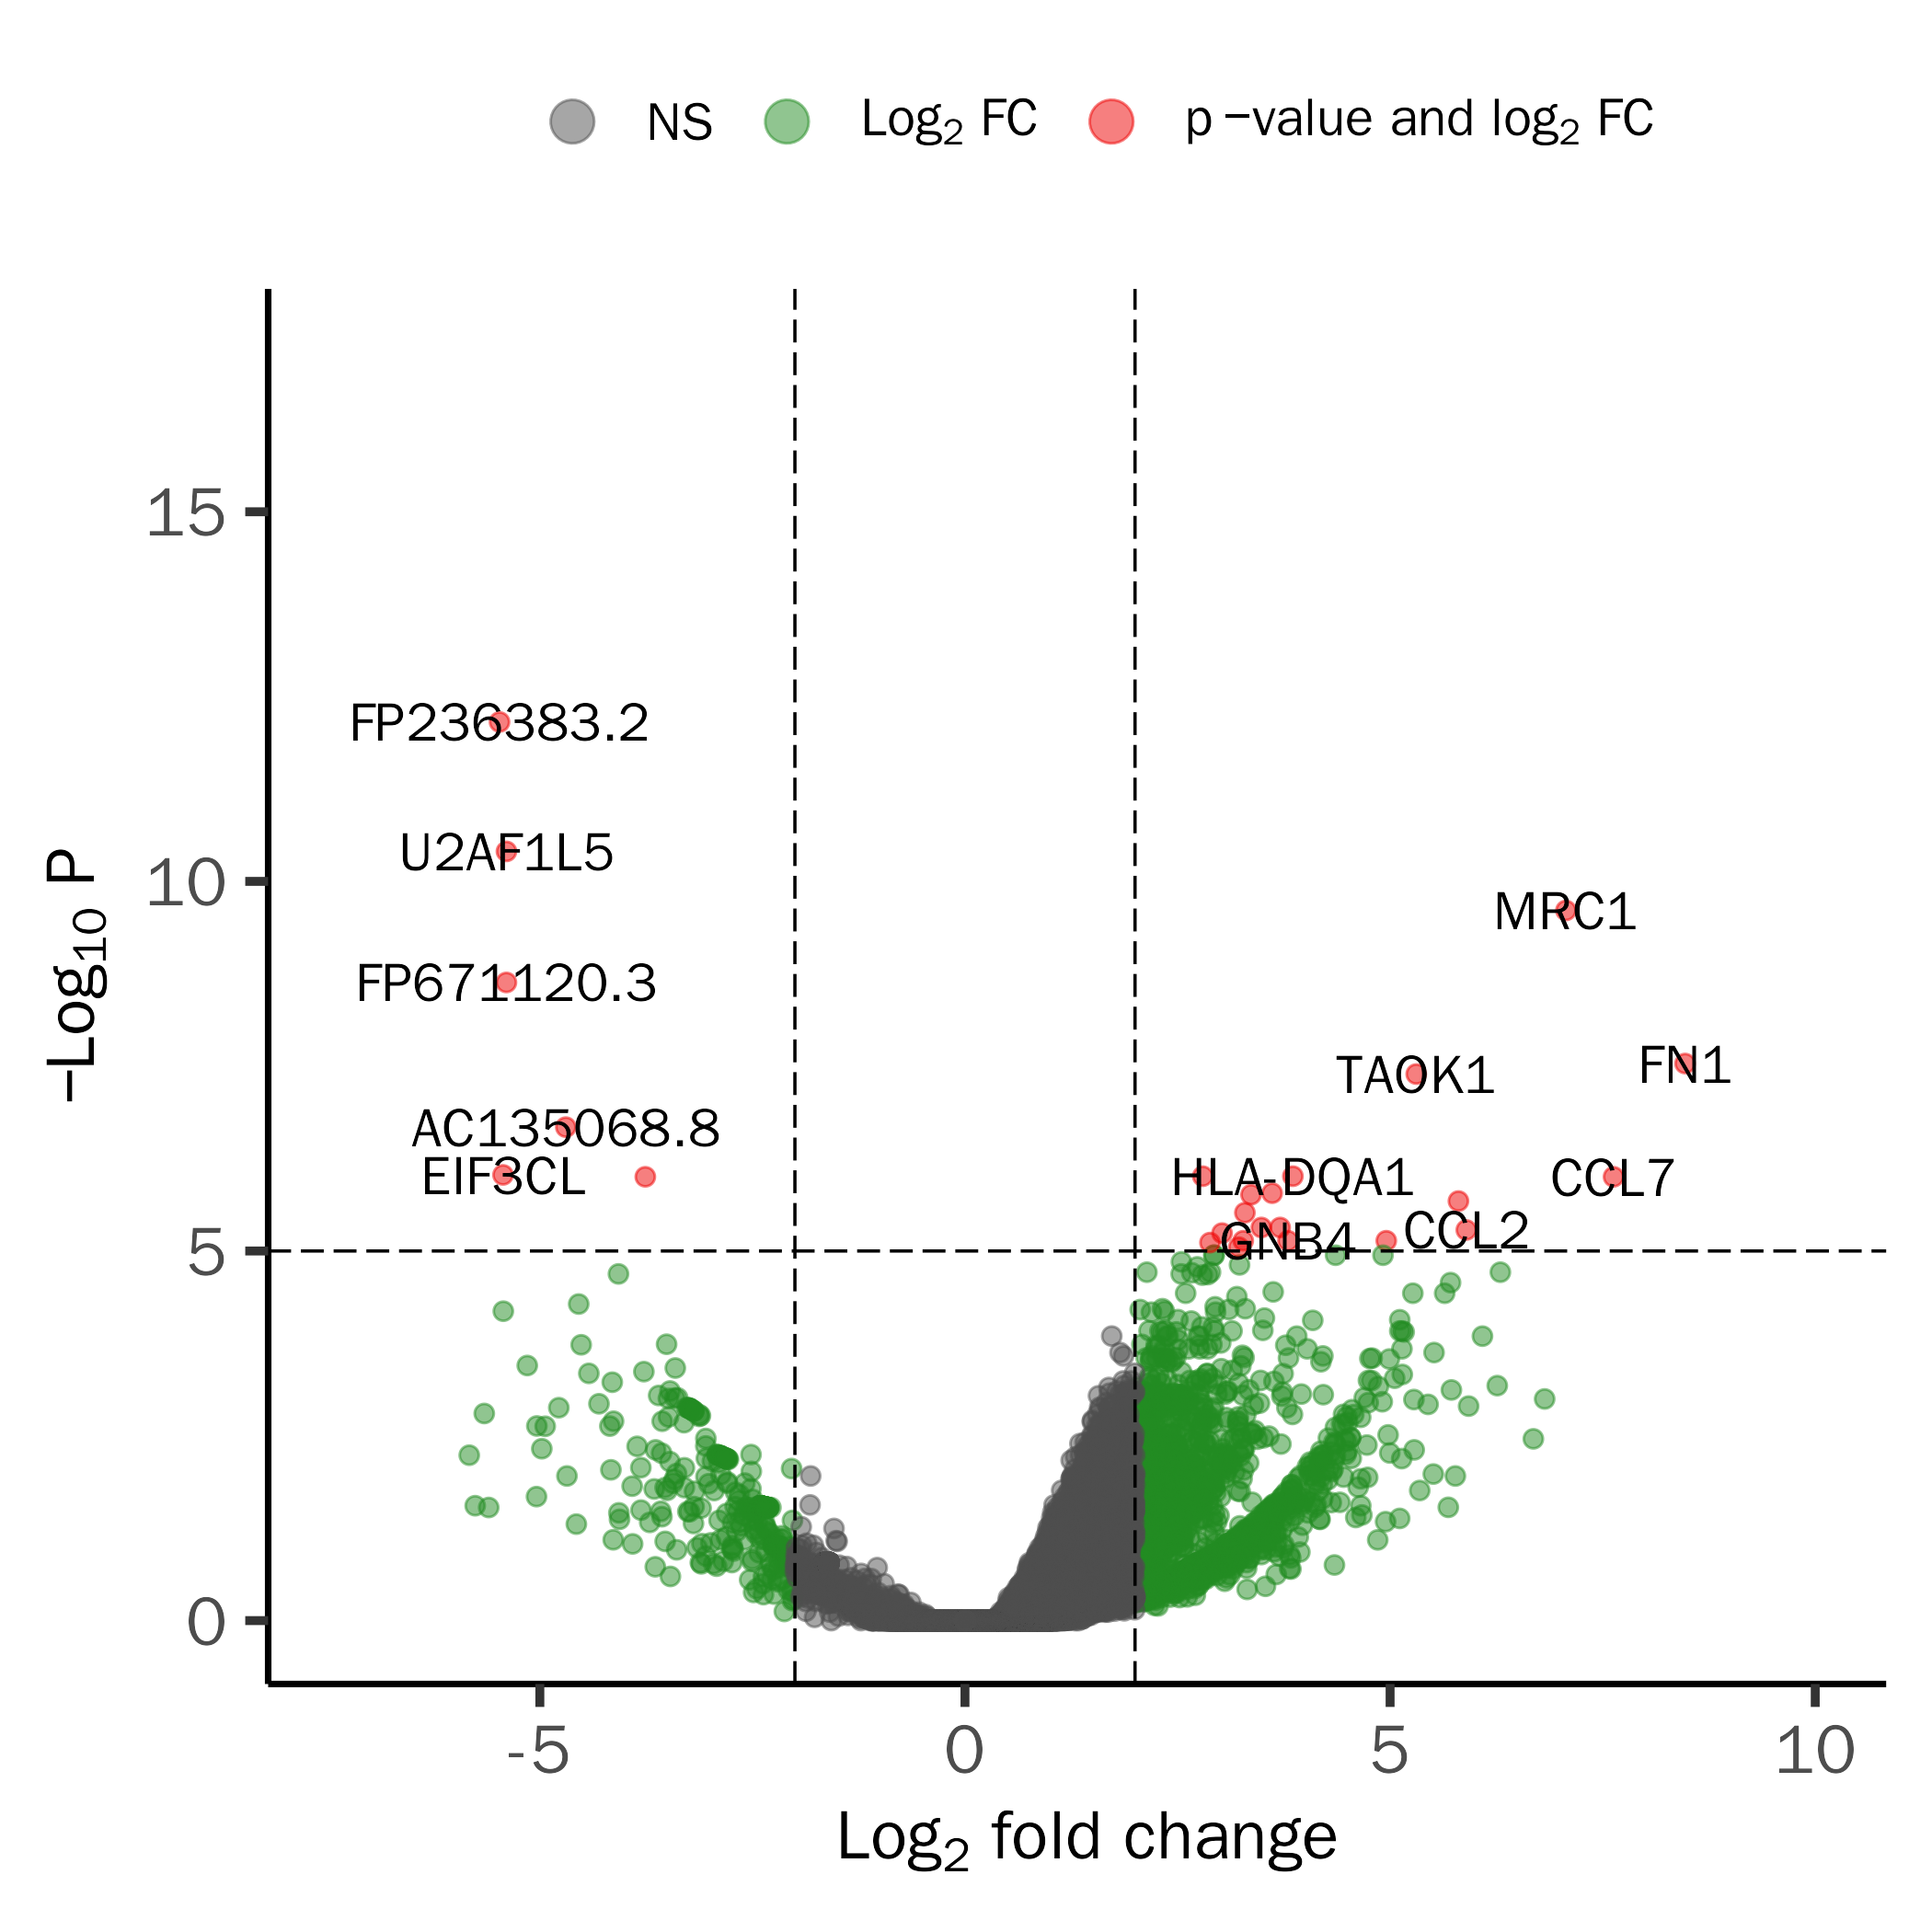 NS Log2 FC p −value and log2 FC
15
10
5
0
−Log10 P
FP236383.2
U2AF1L5
MRC1
FP671120.3
FN1
TAOK1
AC135068.8
EIF3CL
HLA-DQA1
CCL7
CCL2
GNB4
-5 0 5 10
Log2 fold change